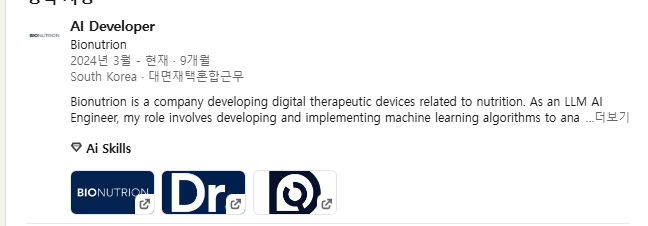 AI Developer
BIONUTRION
Bionutrion
2024년 3월 - 현재 · 9개월
South Korea · 대면재택혼합근무
Bionutrion is a company developing digital therapeutic devices related to nutrition. As an LLM AI
Engineer, my role involves developing and implementing machine learning algorithms to ana ...더보기
Ai Skills
BIONUTRION
Dr.